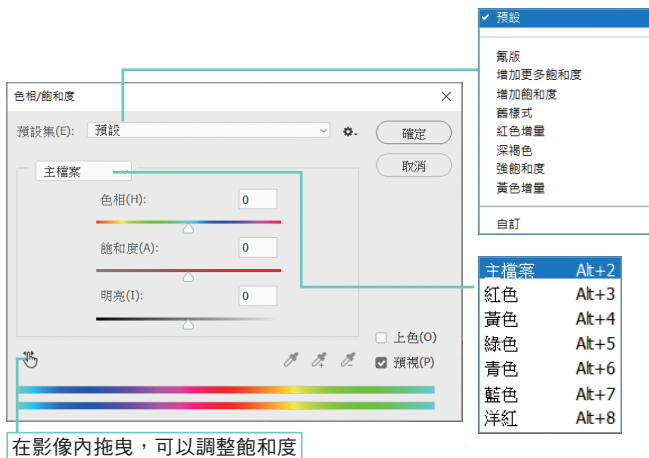 預設
氰版
增加更多飽和度
增加飽和度
舊樣式
紅色增量
深褐色
強飽和度
黃色增量
自訂
色相/飽和度
預設集(E): 預設
確定
取消
主檔案
色相(H): 0
飽和度(A): 0
明亮(I): 0
上色(O)
預視(P)
主檔案 Alt+2
紅色 Alt+3
黃色 Alt+4
綠色 Alt+5
青色 Alt+6
藍色 Alt+7
洋紅 Alt+8
在影像內拖曳，可以調整飽和度